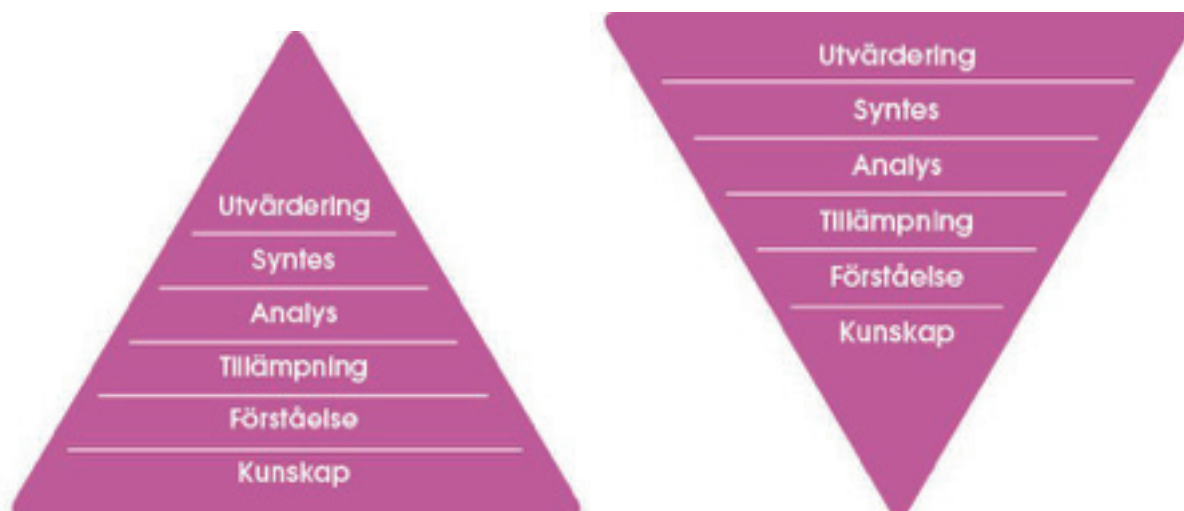 Utvärdering
Syntes
Analys
Tillämpning
Förståelse
Kunskap
Utvärdering
Syntes
Analys
Tillämpning
Förståelse
Kunskap